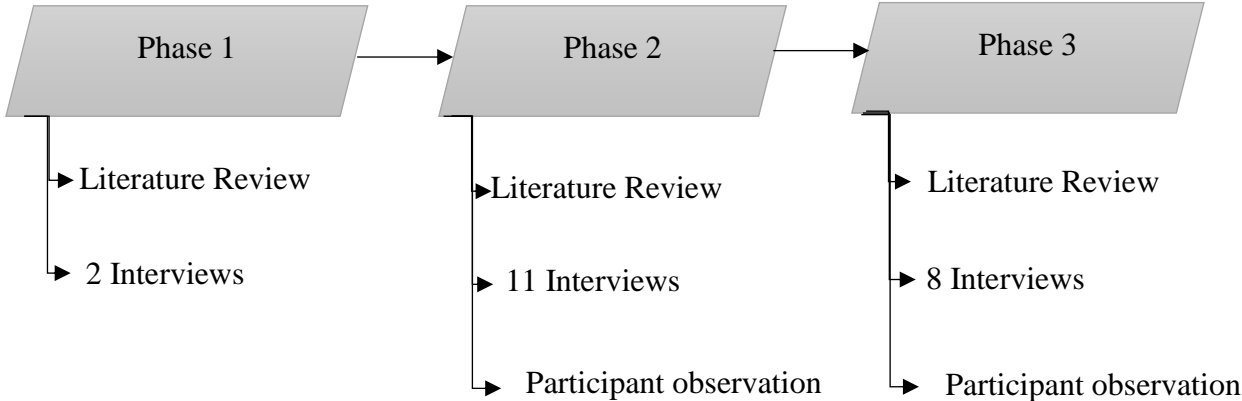 Phase 1
Phase 2
Phase 3
Literature Review
Literature Review
Literature Review
2 Interviews
11 Interviews
8 Interviews
Participant observation
Participant observation